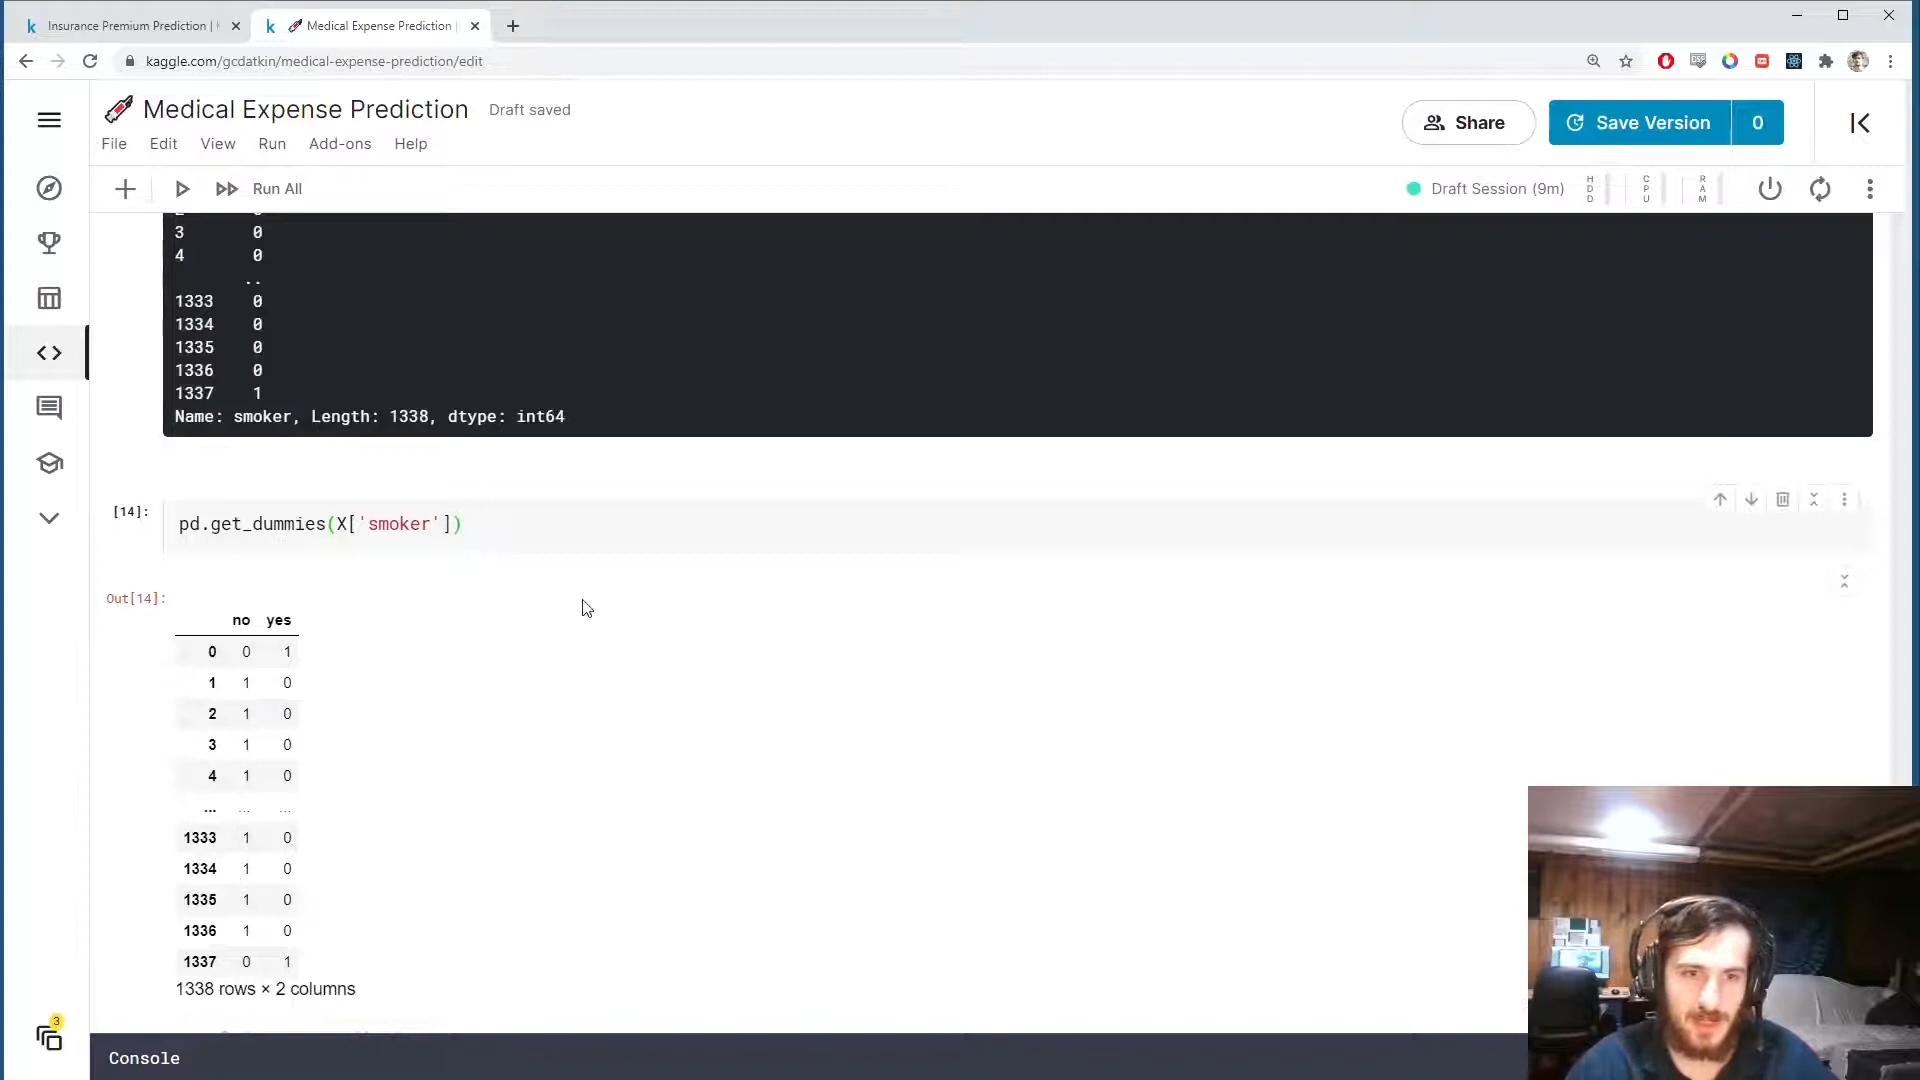 Insurance Premium Prediction |
Medical Expense Prediction |
kaggle.com/gcdatkin/medical-expense-prediction/edit
Medical Expense Prediction
Draft saved
Share
Save Version
0
File Edit View Run Add-ons Help
Run All
Draft Session (9m)
HDD
CPU
RAM
3 0
4 0
..
1333 0
1334 0
1335 0
1336 0
1337 1
Name: smoker, Length: 1338, dtype: int64
[14]:
pd.get_dummies(X['smoker'])
Out[14]:
no yes
0 0 1
1 1 0
2 1 0
3 1 0
4 1 0
... ... ...
1333 1 0
1334 1 0
1335 1 0
1336 1 0
1337 0 1
1338 rows × 2 columns
3
Console